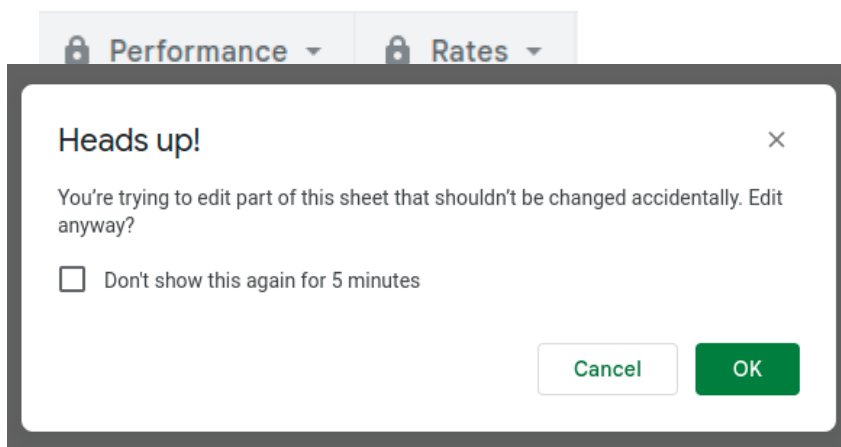 Performance Rates
Heads up!
You're trying to edit part of this sheet that shouldn't be changed accidentally. Edit
anyway?
Don't show this again for 5 minutes
Cancel OK